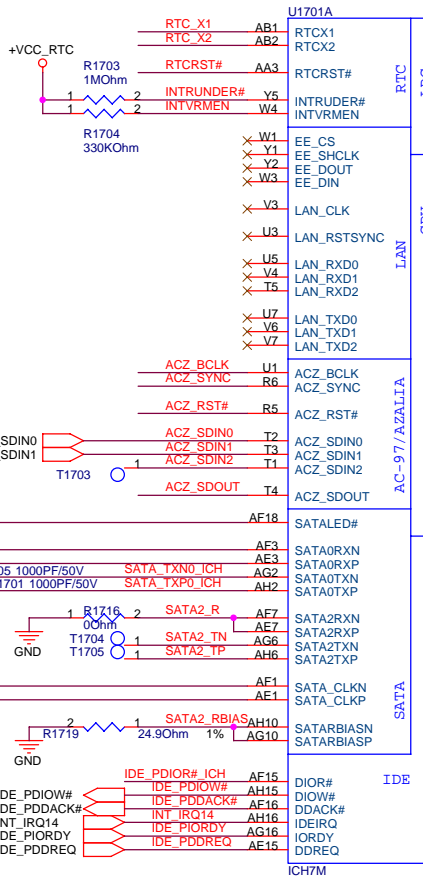 U1701A
RTC_X1 AB1 RTCX1
RTC_X2 AB2 RTCX2
+VCC_RTC
R1703
1MOhm
RTCRST# AA3 RTCRST#
RTC
1 2 INTRUNDER# Y5 INTRUDER#
1 2 INTVRMEN W4 INTVRMEN
R1704
330KOhm
W1 EE_CS
Y1 EE_SHCLK
Y2 EE_DOUT
W3 EE_DIN
V3 LAN_CLK
U3 LAN_RSTSYNC
LAN
U5 LAN_RXD0
V4 LAN_RXD1
T5 LAN_RXD2
U7 LAN_TXD0
V6 LAN_TXD1
V7 LAN_TXD2
ACZ_BCLK U1 ACZ_BCLK
ACZ_SYNC R6 ACZ_SYNC
ACZ_RST# R5 ACZ_RST#
AC-97/AZALIA
SDIN0 ACZ_SDIN0 T2 ACZ_SDIN0
SDIN1 ACZ_SDIN1 T3 ACZ_SDIN1
T1703 1 ACZ_SDIN2 T1 ACZ_SDIN2
ACZ_SDOUT T4 ACZ_SDOUT
AF18 SATALED#
AF3 SATA0RXN
AE3 SATA0RXP
05 1000PF/50V SATA_TXN0_ICH AG2 SATA0TXN
1701 1000PF/50V SATA_TXP0_ICH AH2 SATA0TXP
1 R1716 2 SATA2_R AF7 SATA2RXN
0Ohm
AE7 SATA2RXP
GND
T1704 1 SATA2_TN AG6 SATA2TXN
T1705 1 SATA2_TP AH6 SATA2TXP
SATA
AF1 SATA_CLKN
AE1 SATA_CLKP
2 1 SATA2_RBIAS AH10 SATARBIASN
R1719 24.9Ohm 1% AG10 SATARBIASP
GND
IDE
IDE_PDIOR#_ICH AF15 DIOR#
DE_PDIOW# IDE_PDIOW# AH15 DIOW#
DE_PDDACK# IDE_PDDACK# AF16 DDACK#
NT_IRQ14 INT_IRQ14 AH16 IDEIRQ
DE_PIORDY IDE_PIORDY AG16 IORDY
DE_PDDREQ IDE_PDDREQ AE15 DDREQ
ICH7M